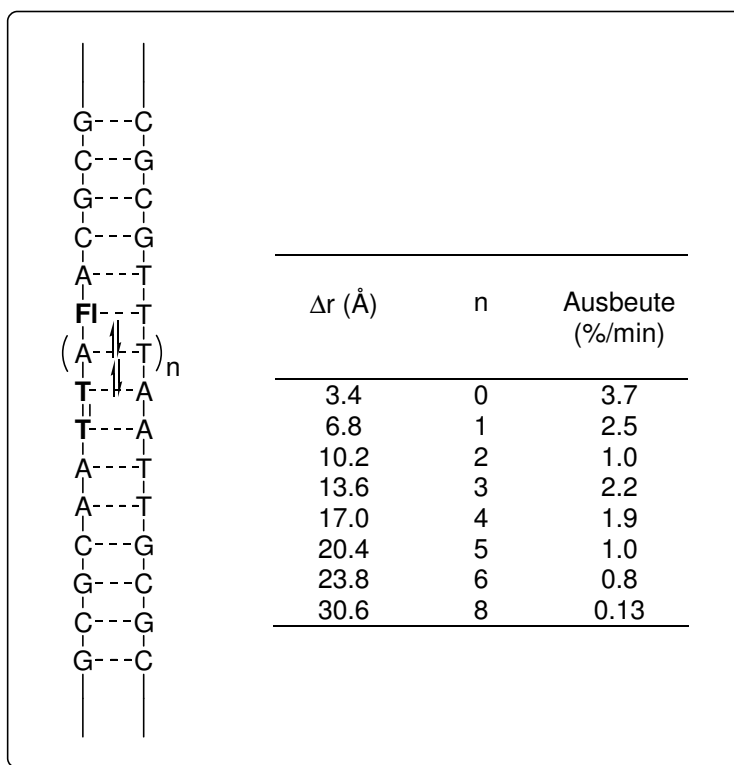 G---C
C---G
G---C
C---G
A---T
Fl---T
(A---T)n
T---A
T---A
A---T
A---T
C---G
G---C
C---G
G---C
Δr (Å) n Ausbeute
(%/min)
3.4 0 3.7
6.8 1 2.5
10.2 2 1.0
13.6 3 2.2
17.0 4 1.9
20.4 5 1.0
23.8 6 0.8
30.6 8 0.13